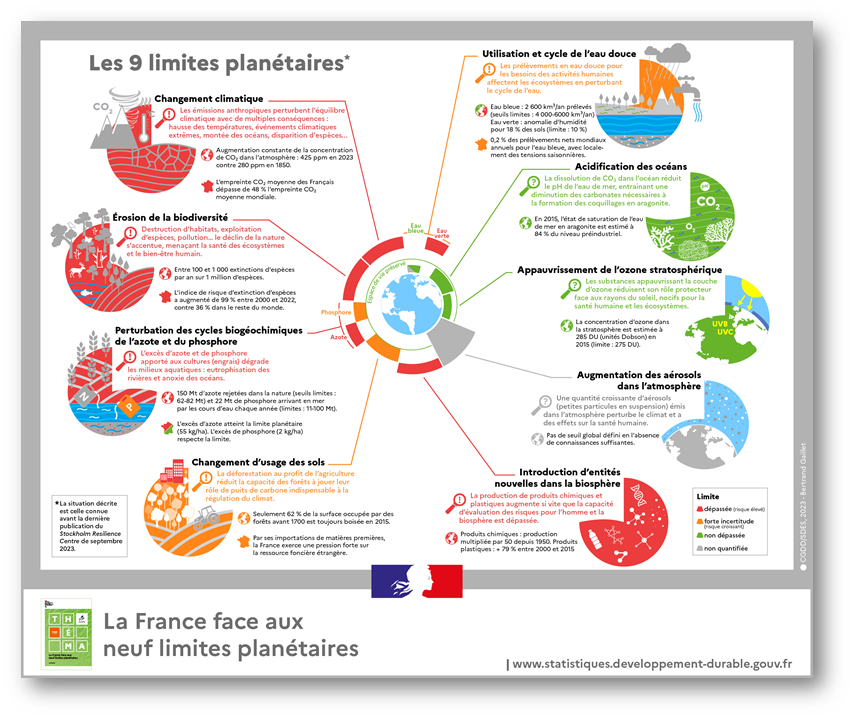 Les 9 limites planétaires*
Changement climatique
Les émissions anthropiques perturbent l'équilibre
climatique avec de multiples conséquences :
hausse des températures, événements climatiques
extrêmes, montée des océans, disparition d'espèces...
CO₂
Augmentation constante de la concentration
de CO₂ dans l'atmosphère : 425 ppm en 2023
contre 280 ppm en 1850.
L'empreinte CO₂ moyenne des Français
dépasse de 48 % l'empreinte CO₂
moyenne mondiale.
Érosion de la biodiversité
Destruction d'habitats, exploitation
d'espèces, pollution... le déclin de la nature
s'accentue, menaçant la santé des écosystèmes
et le bien-être humain.
Entre 100 et 1 000 extinctions d'espèces
par an sur 1 million d'espèces.
L'indice de risque d'extinction d'espèces
a augmenté de 99 % entre 2000 et 2022,
contre 36 % dans le reste du monde.
Perturbation des cycles biogéochimiques
de l'azote et du phosphore
L'excès d'azote et de phosphore
apporté aux cultures (engrais) dégrade
les milieux aquatiques : eutrophisation des
rivières et anoxie des océans.
N
P
150 Mt d'azote rejetées dans la nature (seuils limites :
62-82 Mt) et 22 Mt de phosphore arrivant en mer
par les cours d'eau chaque année (limites : 11-100 Mt).
L'excès d'azote atteint la limite planétaire
(55 kg/ha). L'excès de phosphore (2 kg/ha)
respecte la limite.
Changement d'usage des sols
La déforestation au profit de l'agriculture
réduit la capacité des forêts à jouer leur
rôle de puits de carbone indispensable à la
régulation du climat.
Seulement 62 % de la surface occupée par des
forêts avant 1700 est toujours boisée en 2015.
Par ses importations de matières premières,
la France exerce une pression forte sur
la ressource foncière étrangère.
*La situation décrite
est celle connue
avant la dernière
publication du
Stockholm Resilience
Centre de septembre
2023.
Eau
bleue
Eau
verte
Espace de vie préservé
Phosphore
Azote
Utilisation et cycle de l'eau douce
Les prélèvements en eau douce pour
les besoins des activités humaines
affectent les écosystèmes en perturbant
le cycle de l'eau.
Eau bleue : 2 600 km³/an prélevés
(seuils limites : 4 000-6000 km³/an)
Eau verte : anomalie d'humidité
pour 18 % des sols (limite : 10 %)
0,2 % des prélèvements nets mondiaux
annuels pour l'eau bleue, avec locale-
ment des tensions saisonnières.
Acidification des océans
La dissolution de CO₂ dans l'océan réduit
le pH de l'eau de mer, entrainant une
diminution des carbonates nécessaires à
la formation des coquillages en aragonite.
pH
CO₂
En 2015, l'état de saturation de l'eau
de mer en aragonite est estimé à
84 % du niveau préindustriel.
Appauvrissement de l'ozone stratosphérique
Les substances appauvrissant la couche
d'ozone réduisent son rôle protecteur
face aux rayons du soleil, nocifs pour la
santé humaine et les écosystèmes.
UVB
UVC
La concentration d'ozone dans
la stratosphère est estimée à
285 DU (unités Dobson) en
2015 (limite : 275 DU).
Augmentation des aérosols
dans l'atmosphère
Une quantité croissante d'aérosols
(petites particules en suspension) émis
dans l'atmosphère perturbe le climat et a
des effets sur la santé humaine.
Pas de seuil global défini en l'absence
de connaissances suffisantes.
Introduction d'entités
nouvelles dans la biosphère
La production de produits chimiques et
plastiques augmente si vite que la capacité
d'évaluation des risques pour l'homme et la
biosphère est dépassée.
Produits chimiques : production
multipliée par 50 depuis 1950. Produits
plastiques : + 79 % entre 2000 et 2015
Limite
dépassée (risque élevé)
forte incertitude
(risque croissant)
non dépassée
non quantifiée
© CGDD/SDES, 2023 - Bertrand Gaillet
THÉMA
La France face aux
neuf limites planétaires
| www.statistiques.developpement-durable.gouv.fr